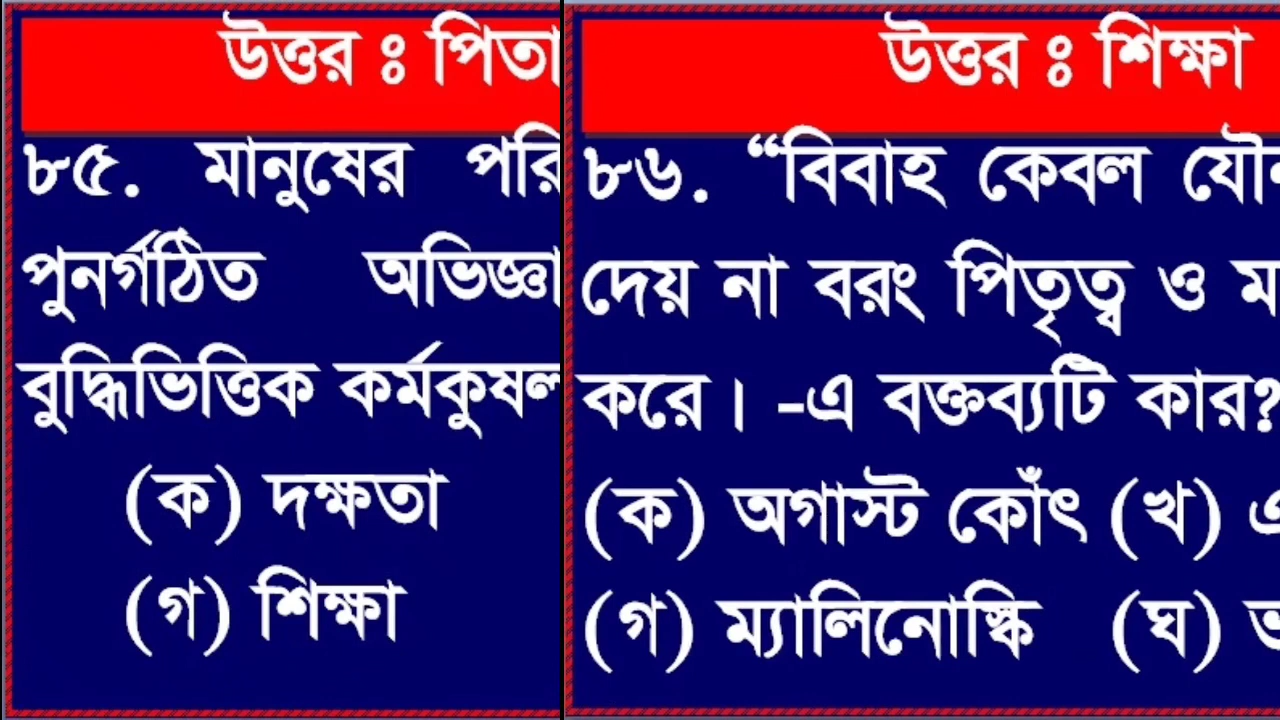 উত্তর ঃ পিতা
৮৫. মানুষের পরি
পুনর্গঠিত অভিজ্ঞা
বুদ্ধিভিত্তিক কর্মকুষল
(ক) দক্ষতা
(গ) শিক্ষা
উত্তর ঃ শিক্ষা
৮৬. “বিবাহ কেবল যৌন
দেয় না বরং পিতৃত্ব ও মা
করে। -এ বক্তব্যটি কার?
(ক) অগাস্ট কোঁৎ (খ)
(গ) ম্যালিনোস্কি (ঘ)